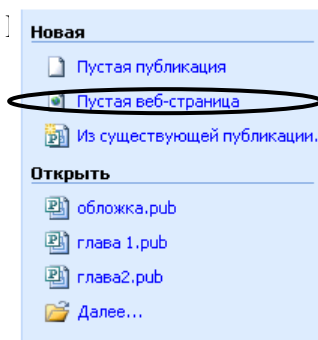 Новая
Пустая публикация
Пустая веб-страница
Из существующей публикации.
Открыть
обложка.pub
глава 1.pub
глава2.pub
Далее...